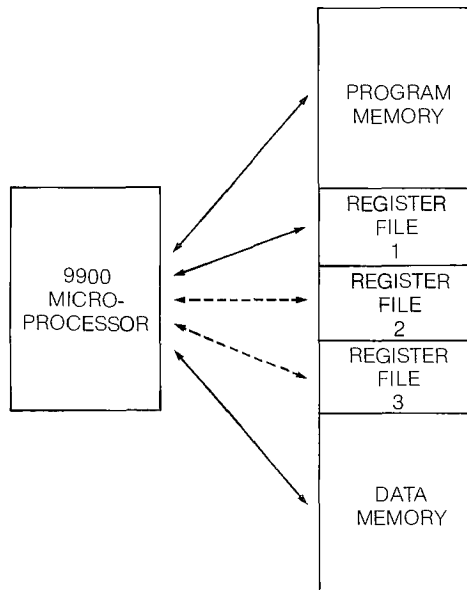 PROGRAM
MEMORY
REGISTER
FILE
1
9900
MICRO-
PROCESSOR
REGISTER
FILE
2
REGISTER
FILE
3
DATA
MEMORY